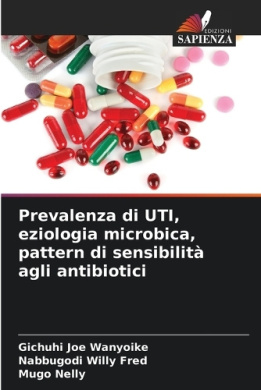 EDIZIONI
SAPIENZA
Prevalenza di UTI,
eziologia microbica,
pattern di sensibilità
agli antibiotici
Gichuhi Joe Wanyoike
Nabbugodi Willy Fred
Mugo Nelly